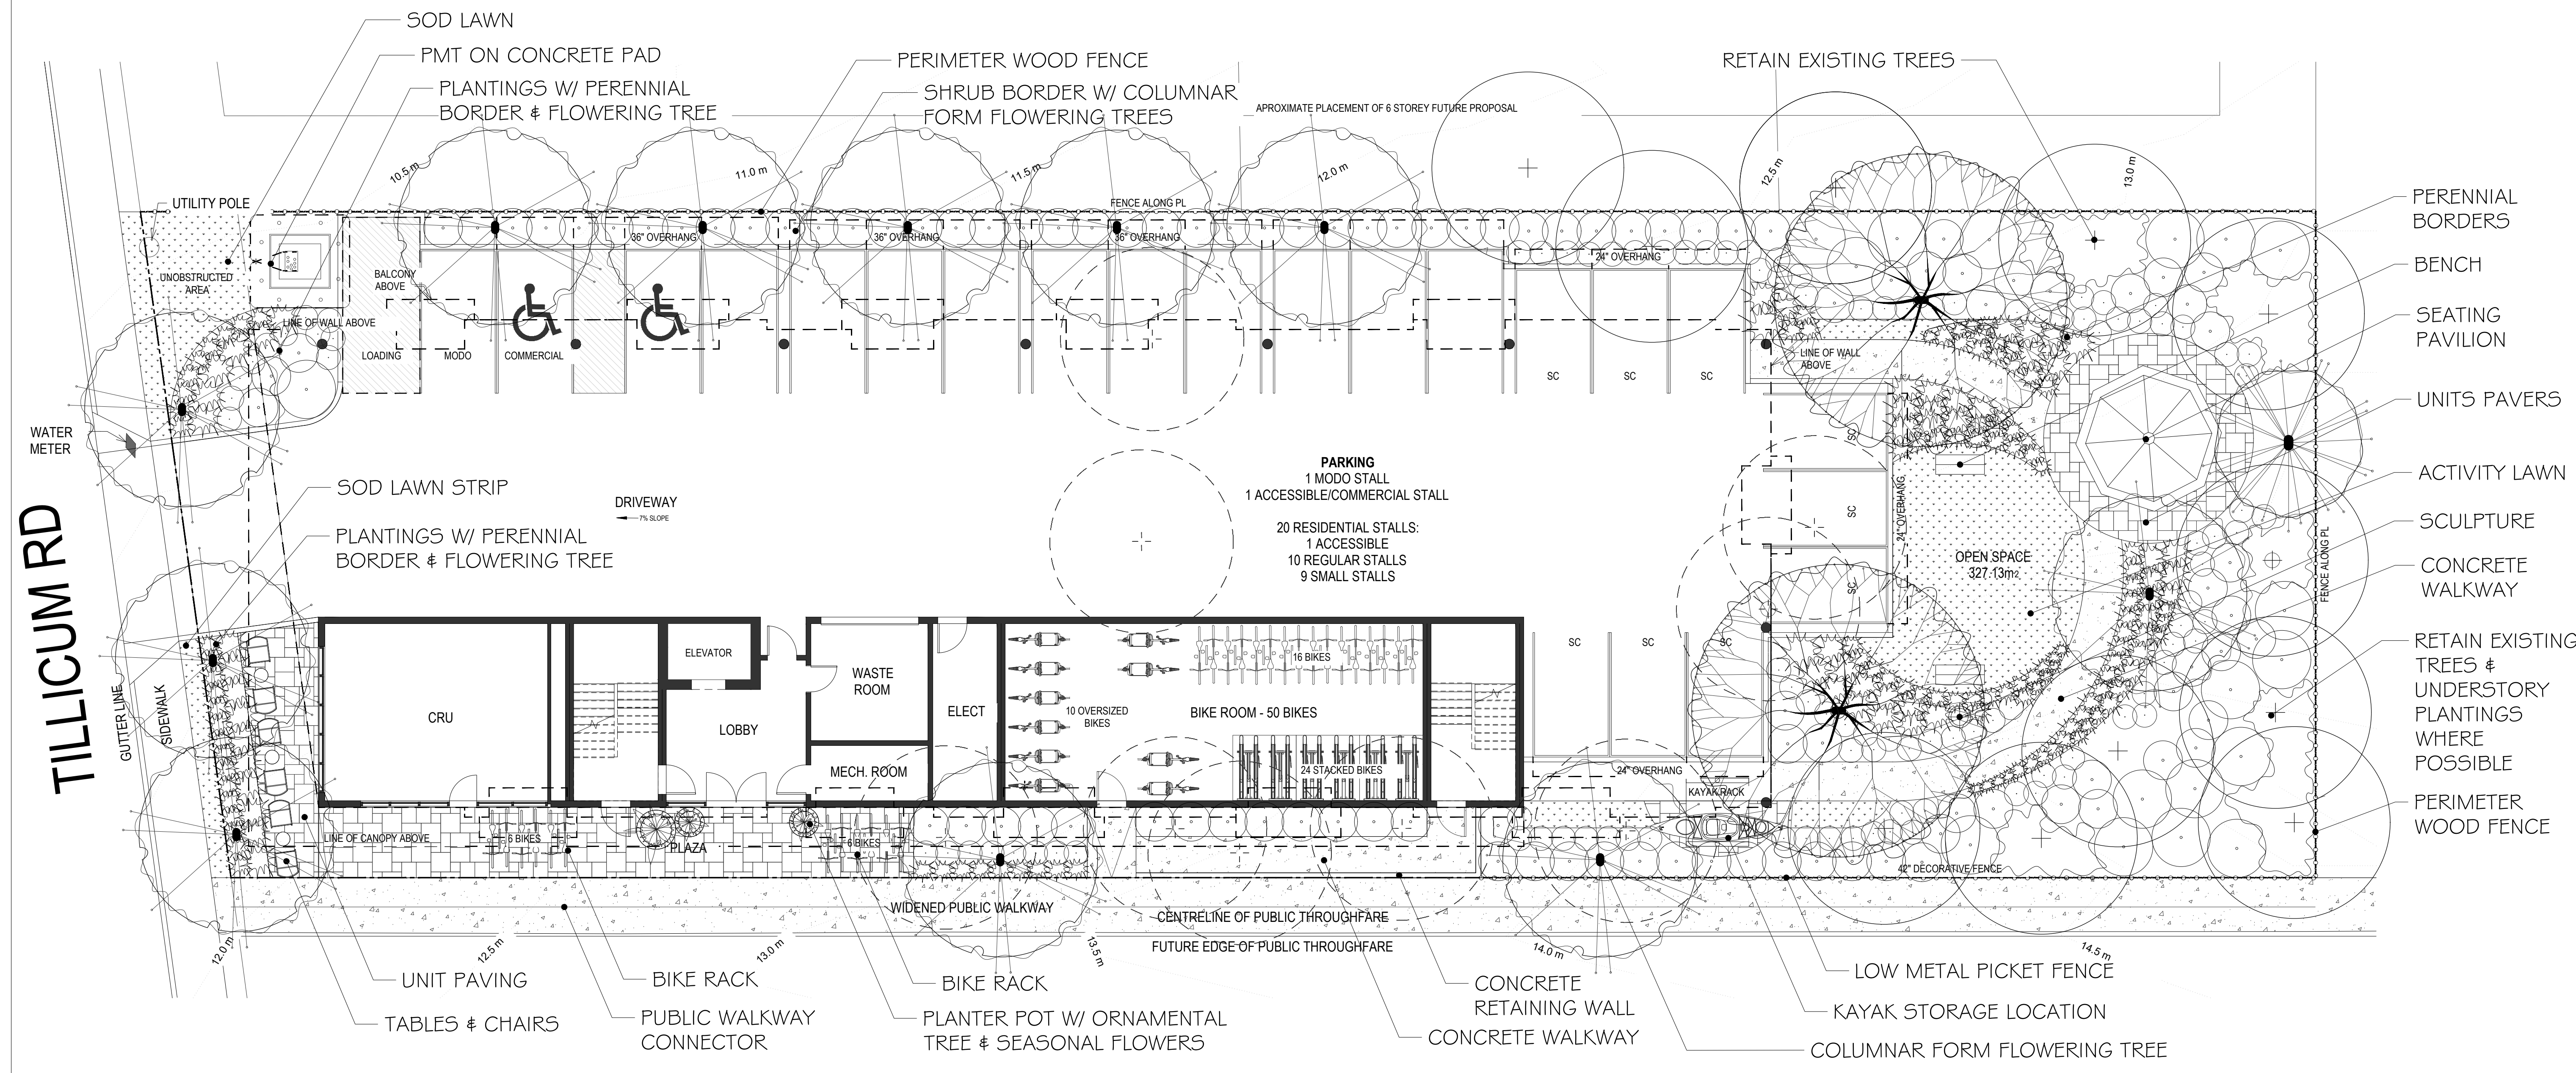 SOD LAWN
PMT ON CONCRETE PAD
PLANTINGS W/ PERENNIAL
BORDER & FLOWERING TREE
PERIMETER WOOD FENCE
SHRUB BORDER W/ COLUMNAR
FORM FLOWERING TREES
APROXIMATE PLACEMENT OF 6 STOREY FUTURE PROPOSAL
RETAIN EXISTING TREES
10.5 m
11.0 m
11.5 m
12.0 m
12.5 m
13.0 m
UTILITY POLE
FENCE ALONG PL
36" OVERHANG
36" OVERHANG
36" OVERHANG
24" OVERHANG
UNOBSTRUCTED
AREA
BALCONY
ABOVE
LINE OF WALL ABOVE
LOADING
MODO
COMMERCIAL
SC
SC
SC
LINE OF WALL
ABOVE
PERENNIAL
BORDERS
BENCH
SEATING
PAVILION
UNITS PAVERS
ACTIVITY LAWN
SCULPTURE
CONCRETE
WALKWAY
RETAIN EXISTING
TREES &
UNDERSTORY
PLANTINGS
WHERE
POSSIBLE
PERIMETER
WOOD FENCE
WATER
METER
TILLICUM RD
GUTTER LINE
SIDEWALK
SOD LAWN STRIP
PLANTINGS W/ PERENNIAL
BORDER & FLOWERING TREE
DRIVEWAY
7% SLOPE
PARKING
1 MODO STALL
1 ACCESSIBLE/COMMERCIAL STALL
20 RESIDENTIAL STALLS:
1 ACCESSIBLE
10 REGULAR STALLS
9 SMALL STALLS
SC
SC
SC
24" OVERHANG
OPEN SPACE
327.13m2
FENCE ALONG PL
SC
SC
SC
CRU
ELEVATOR
LOBBY
WASTE
ROOM
MECH. ROOM
ELECT
10 OVERSIZED
BIKES
16 BIKES
BIKE ROOM - 50 BIKES
24 STACKED BIKES
24" OVERHANG
KAYAK RACK
LINE OF CANOPY ABOVE
6 BIKES
PLAZA
6 BIKES
42" DECORATIVE FENCE
WIDENED PUBLIC WALKWAY
CENTRELINE OF PUBLIC THROUGHFARE
FUTURE EDGE OF PUBLIC THROUGHFARE
12.0 m
12.5 m
13.0 m
13.5 m
14.0 m
14.5 m
UNIT PAVING
TABLES & CHAIRS
BIKE RACK
PUBLIC WALKWAY
CONNECTOR
BIKE RACK
PLANTER POT W/ ORNAMENTAL
TREE & SEASONAL FLOWERS
CONCRETE
RETAINING WALL
CONCRETE WALKWAY
LOW METAL PICKET FENCE
KAYAK STORAGE LOCATION
COLUMNAR FORM FLOWERING TREE